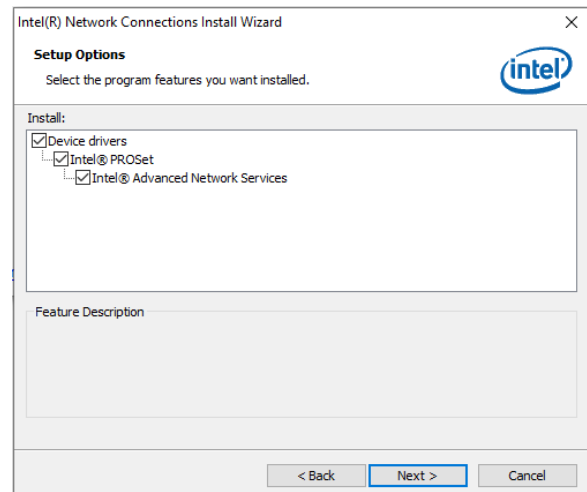 Intel(R) Network Connections Install Wizard
Setup Options
Select the program features you want installed.
intel
Install:
Device drivers
Intel® PROSet
Intel® Advanced Network Services
Feature Description
< Back
Next >
Cancel